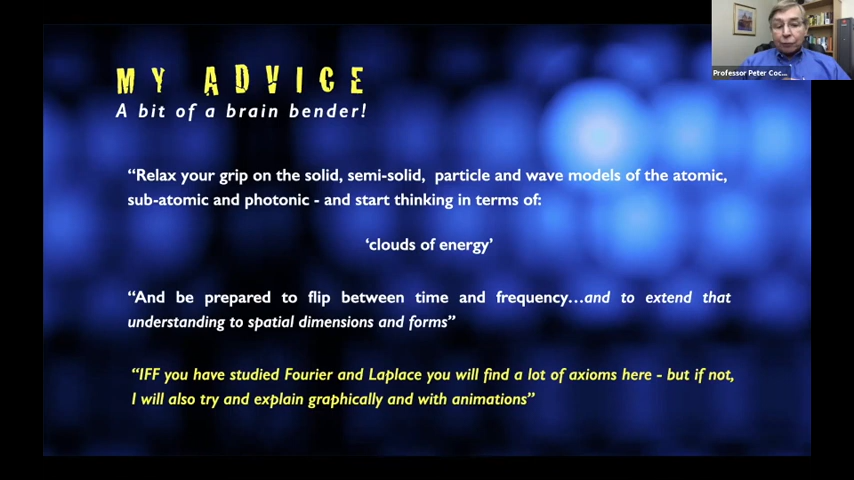 MY ADVICE
A bit of a brain bender!
“Relax your grip on the solid, semi-solid, particle and wave models of the atomic,
sub-atomic and photonic - and start thinking in terms of:
‘clouds of energy’
“And be prepared to flip between time and frequency…and to extend that
understanding to spatial dimensions and forms”
“IFF you have studied Fourier and Laplace you will find a lot of axioms here - but if not,
I will also try and explain graphically and with animations”
Professor Peter Coc...